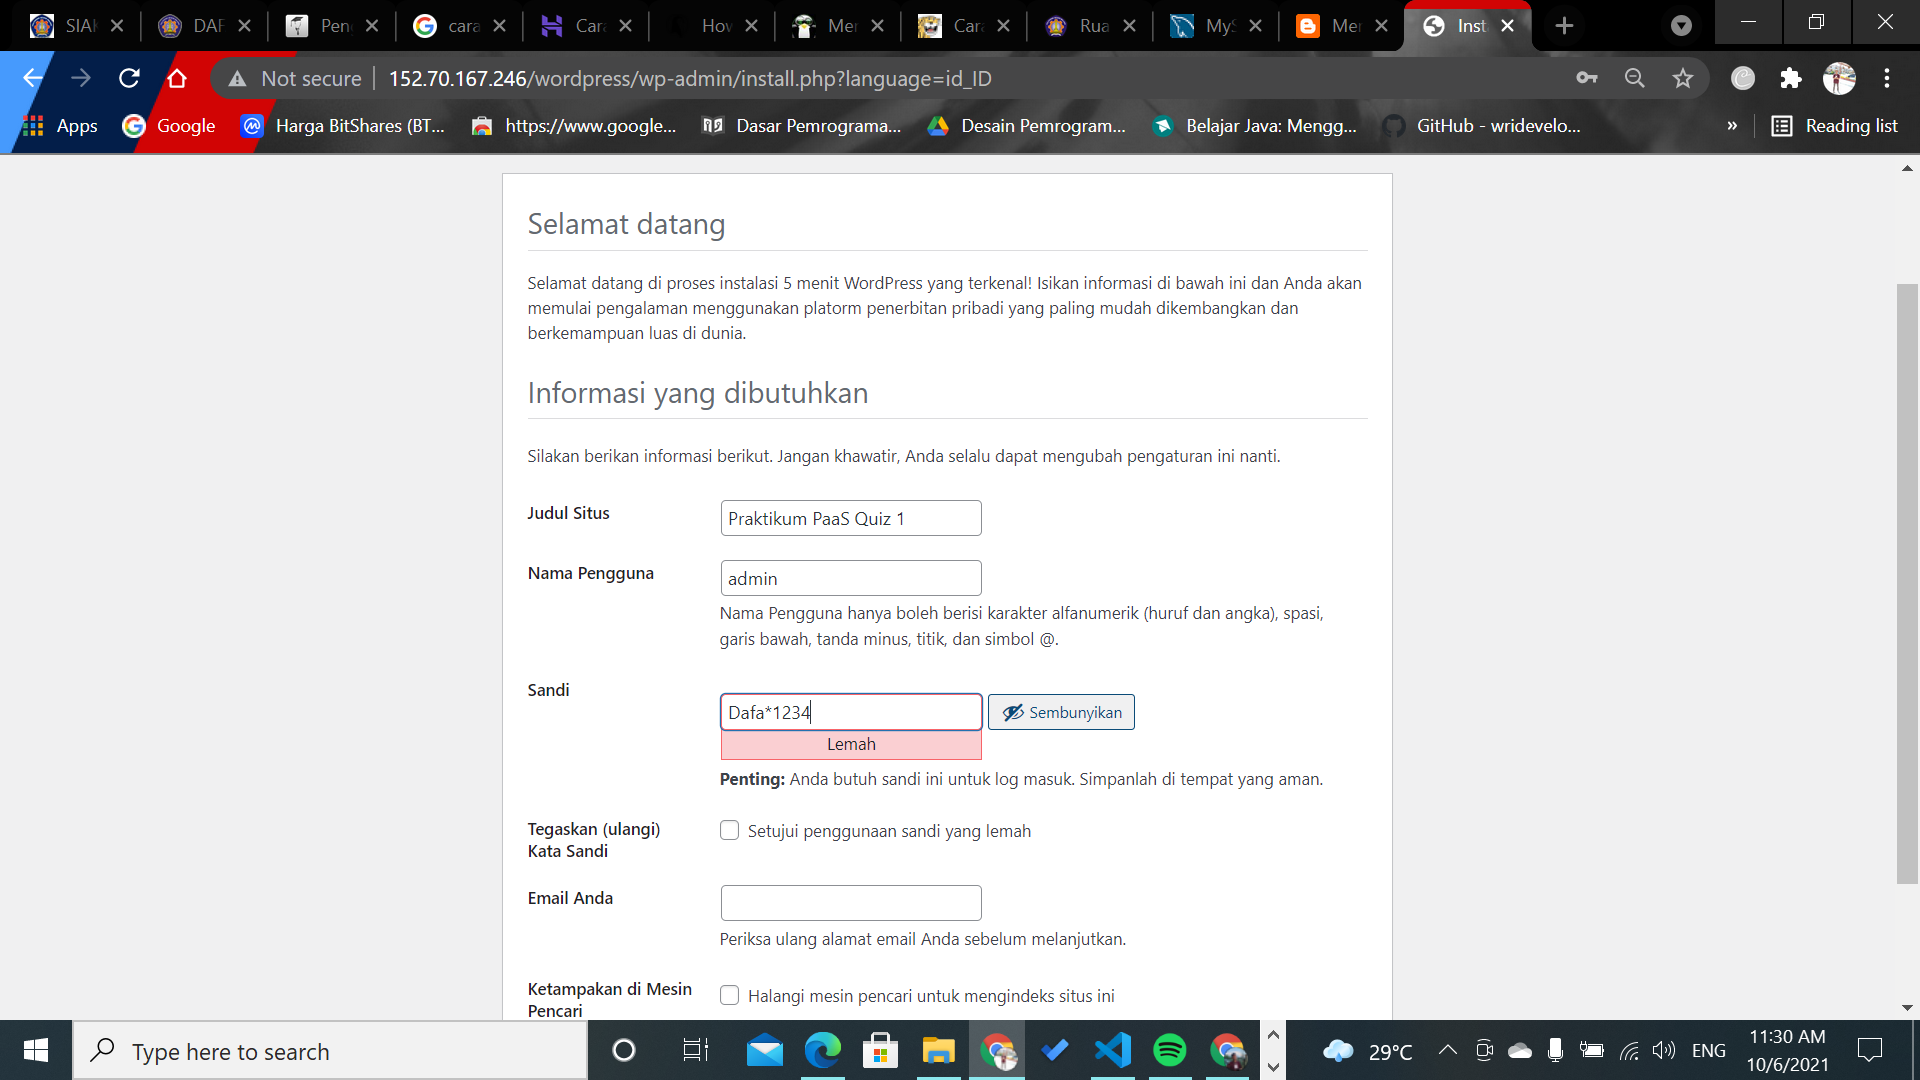 SIAK
DAF
Pen
cara
Cara
How
Mer
Cara
Rua
MyS
Mer
Inst
Not secure
152.70.167.246/wordpress/wp-admin/install.php?language=id_ID
Apps
Google
Harga BitShares (BT...
https://www.google...
Dasar Pemrograma...
Desain Pemrogram...
Belajar Java: Mengg...
GitHub - wridevelo...
»
Reading list
Selamat datang
Selamat datang di proses instalasi 5 menit WordPress yang terkenal! Isikan informasi di bawah ini dan Anda akan
memulai pengalaman menggunakan platorm penerbitan pribadi yang paling mudah dikembangkan dan
berkemampuan luas di dunia.
Informasi yang dibutuhkan
Silakan berikan informasi berikut. Jangan khawatir, Anda selalu dapat mengubah pengaturan ini nanti.
Judul Situs
Praktikum PaaS Quiz 1
Nama Pengguna
admin
Nama Pengguna hanya boleh berisi karakter alfanumerik (huruf dan angka), spasi,
garis bawah, tanda minus, titik, dan simbol @.
Sandi
Dafa*1234
Sembunyikan
Lemah
Penting: Anda butuh sandi ini untuk log masuk. Simpanlah di tempat yang aman.
Tegaskan (ulangi)
Kata Sandi
Setujui penggunaan sandi yang lemah
Email Anda
Periksa ulang alamat email Anda sebelum melanjutkan.
Ketampakan di Mesin
Pencari
Halangi mesin pencari untuk mengindeks situs ini
Type here to search
29°C
ENG
11:30 AM
10/6/2021